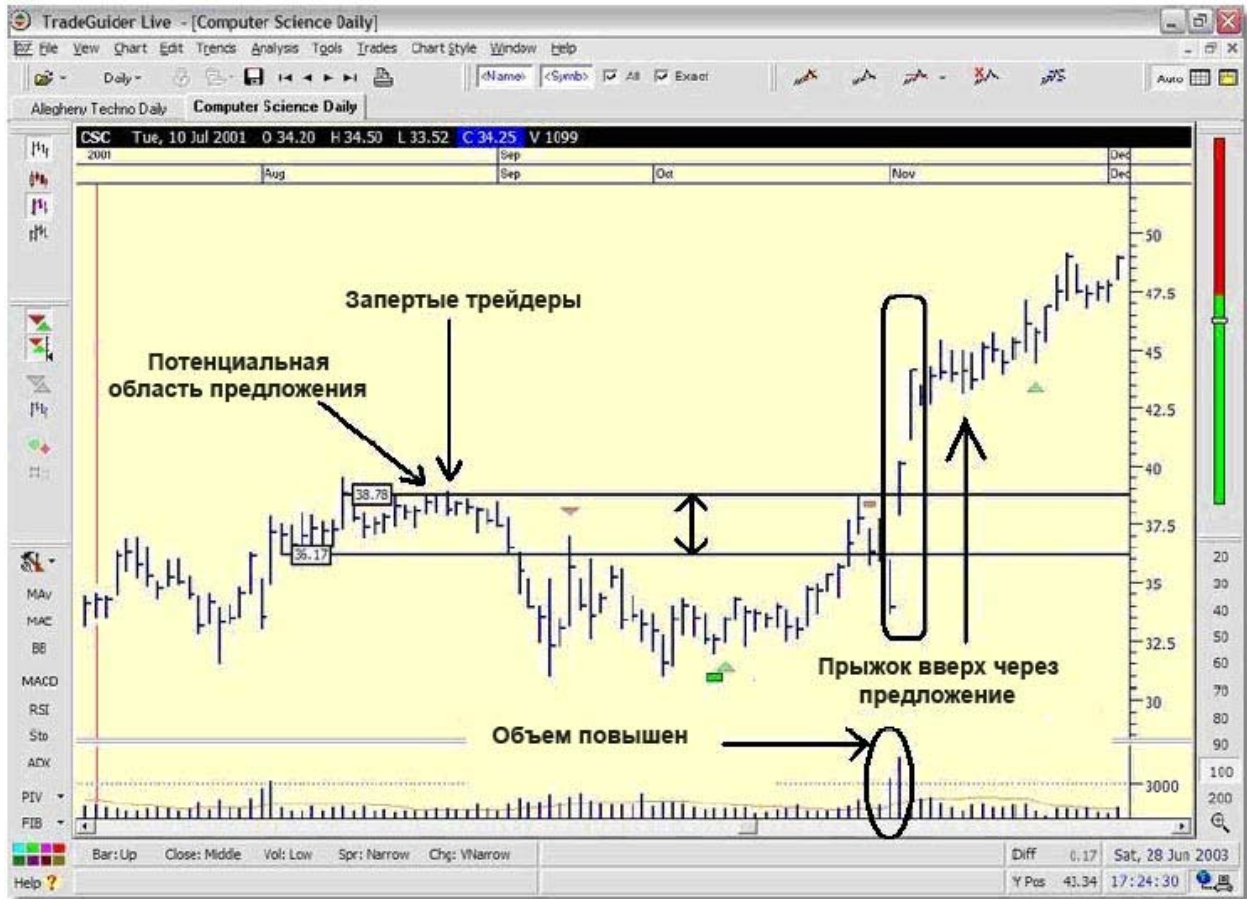 TradeGuider Live - [Computer Science Daily]
File View Chart Edit Trends Analysis Tools Trades Chart Style Window Help
Daily <Name> <Symb> All Exact Auto
Allegheny Techno Daily Computer Science Daily
CSC Tue, 10 Jul 2001 O 34.20 H 34.50 L 33.52 C 34.25 V 1099
2001 Sep Dec
Aug Sep Oct Nov Dec
50
47.5
45
42.5
40
37.5
35
32.5
30
3000
Запертые трейдеры
Потенциальная
область предложения
38.78
36.17
Прыжок вверх через
предложение
Объем повышен
MAv
MAE
BB
MACD
RSI
Sto
ADX
PIV
FIB
20
30
40
50
60
70
80
90
100
200
Bar: Up Close: Middle Vol: Low Spr: Narrow Chg: VNarrow Diff 0.17 Sat, 28 Jun 2003
Help ? Y Pos 43.34 17:24:30